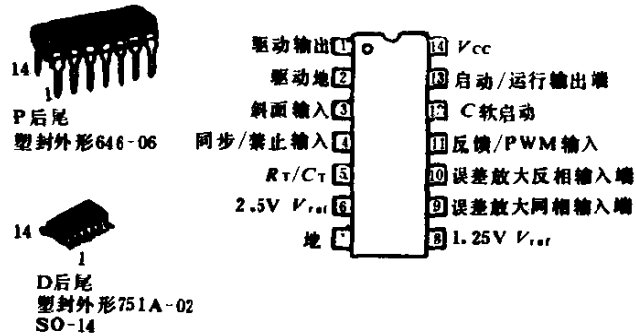 14
1
P后尾
塑封外形646-06
14
1
D后尾
塑封外形751A-02
SO-14
驱动输出 1
驱动地 2
斜面输入 3
同步/禁止输入 4
RT/CT 5
2.5V Vref 6
地
14 VCC
13 启动/运行输出端
12 C软启动
11 反馈/PWM输入
10 误差放大反相输入端
9 误差放大同相输入端
8 1.25V Vref